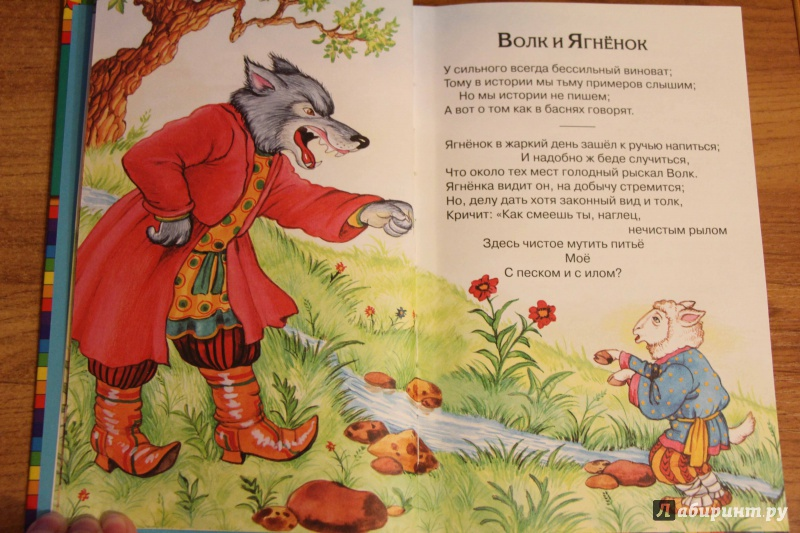 Волк и Ягнёнок
У сильного всегда бессильный виноват;
Тому в истории мы тьму примеров слышим;
Но мы истории не пишем;
А вот о том как в баснях говорят.
Ягнёнок в жаркий день зашёл к ручью напиться;
И надобно ж беде случиться,
Что около тех мест голодный рыскал Волк.
Ягнёнка видит он, на добычу стремится;
Но, делу дать хотя законный вид и толк,
Кричит: «Как смеешь ты, наглец,
нечистым рылом
Здесь чистое мутить питьё
Моё
С песком и с илом?
Лабиринт.ру